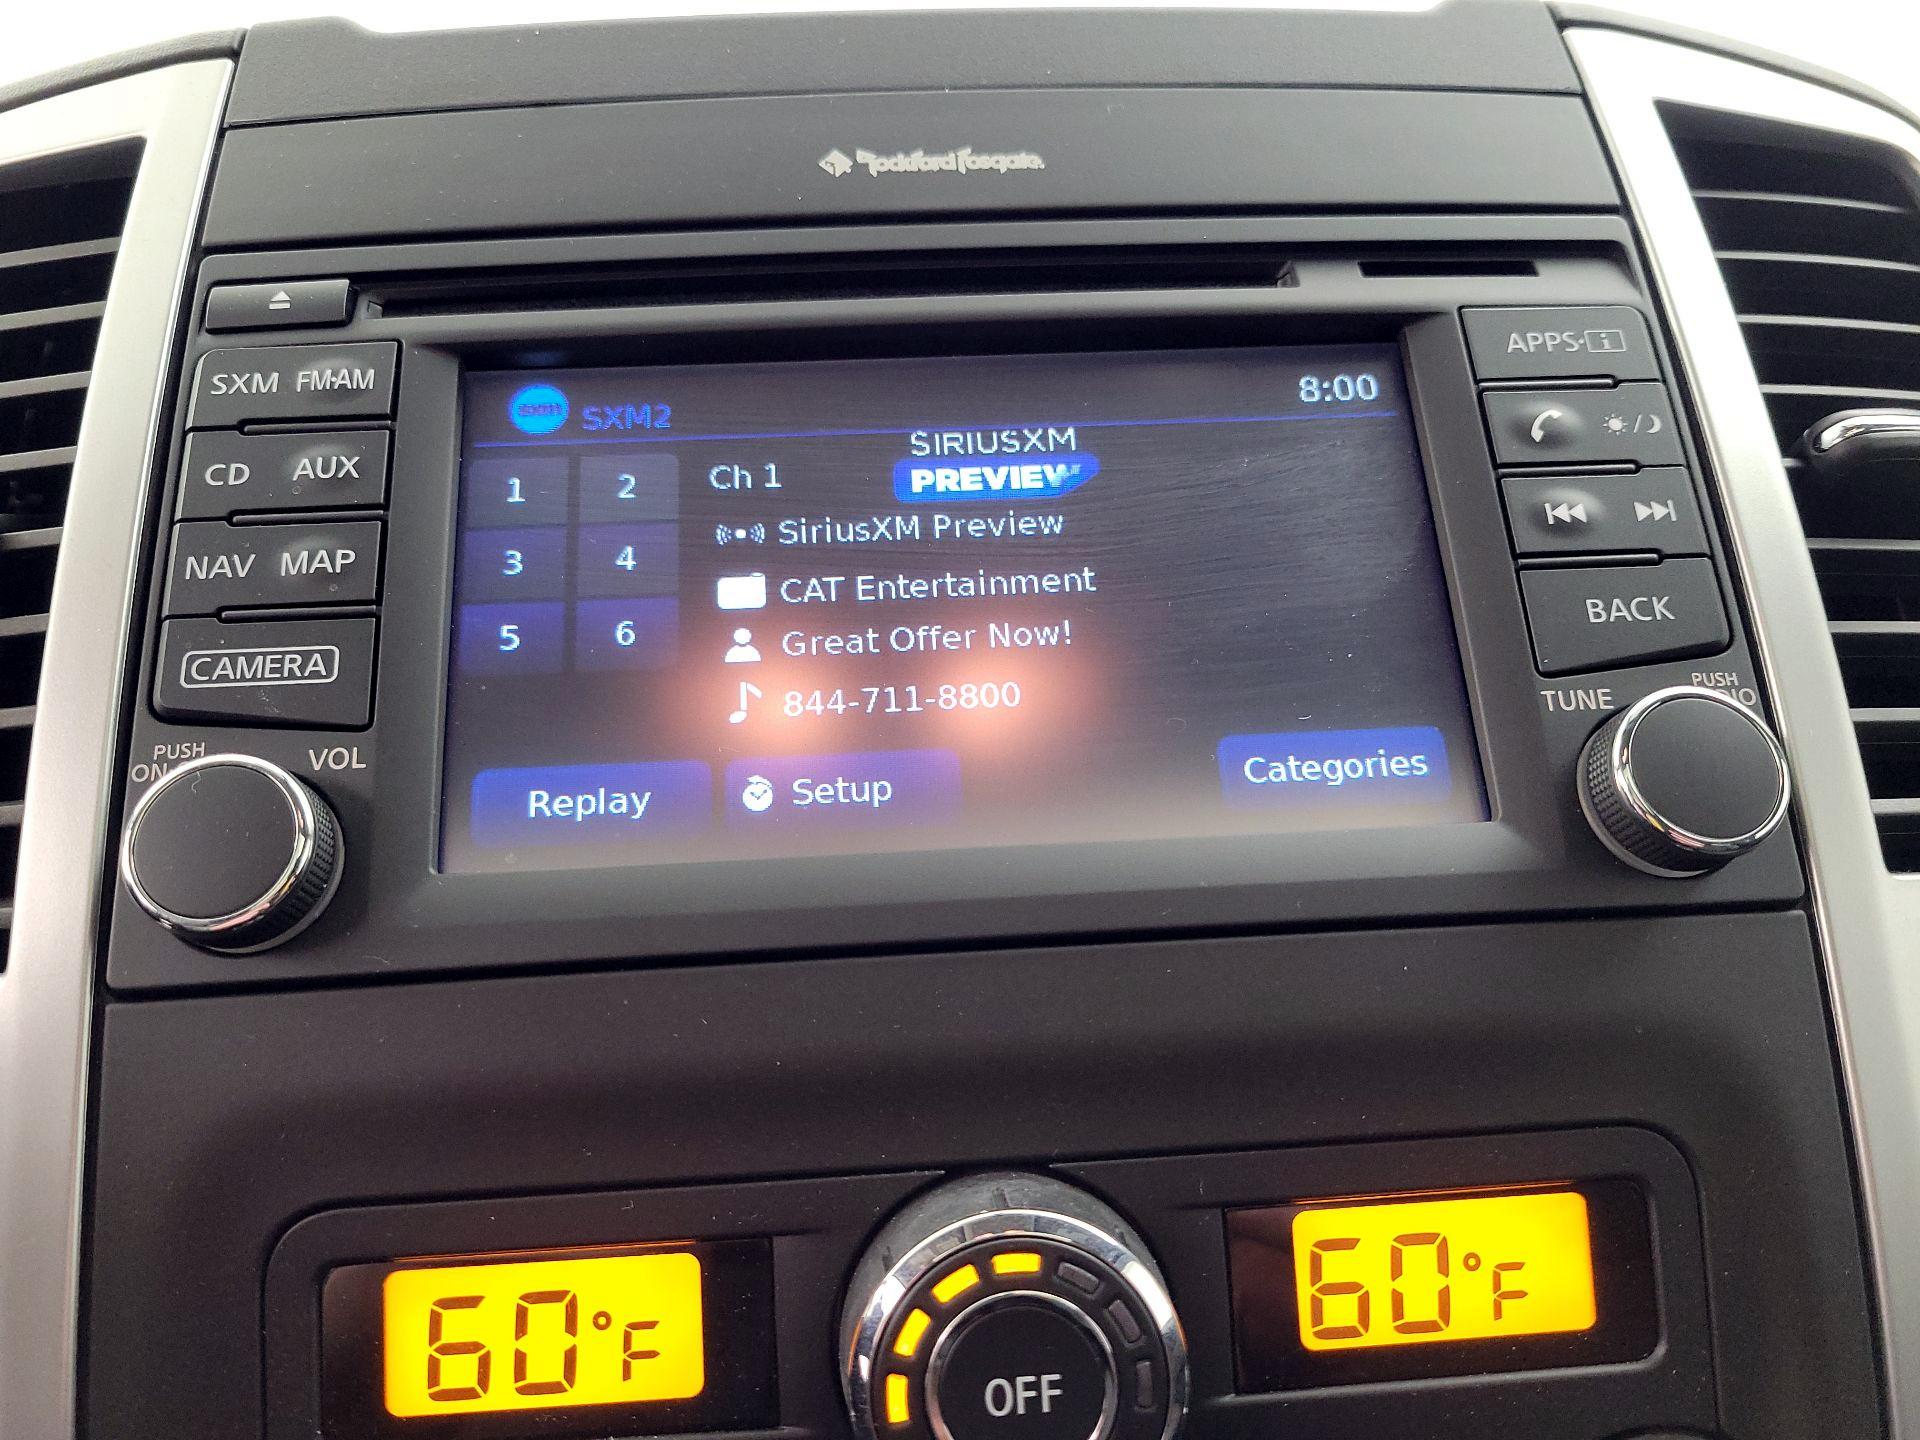 Rockford Fosgate
SXM FM·AM
CD AUX
NAV MAP
CAMERA
PUSH
VOL
SXM2
8:00
1 2
3 4
5 6
Ch 1
SIRIUSXM
PREVIEW
SiriusXM Preview
CAT Entertainment
Great Offer Now!
844-711-8800
Replay
Setup
Categories
APPS·i
BACK
TUNE
PUSH
60°F
OFF
60°F